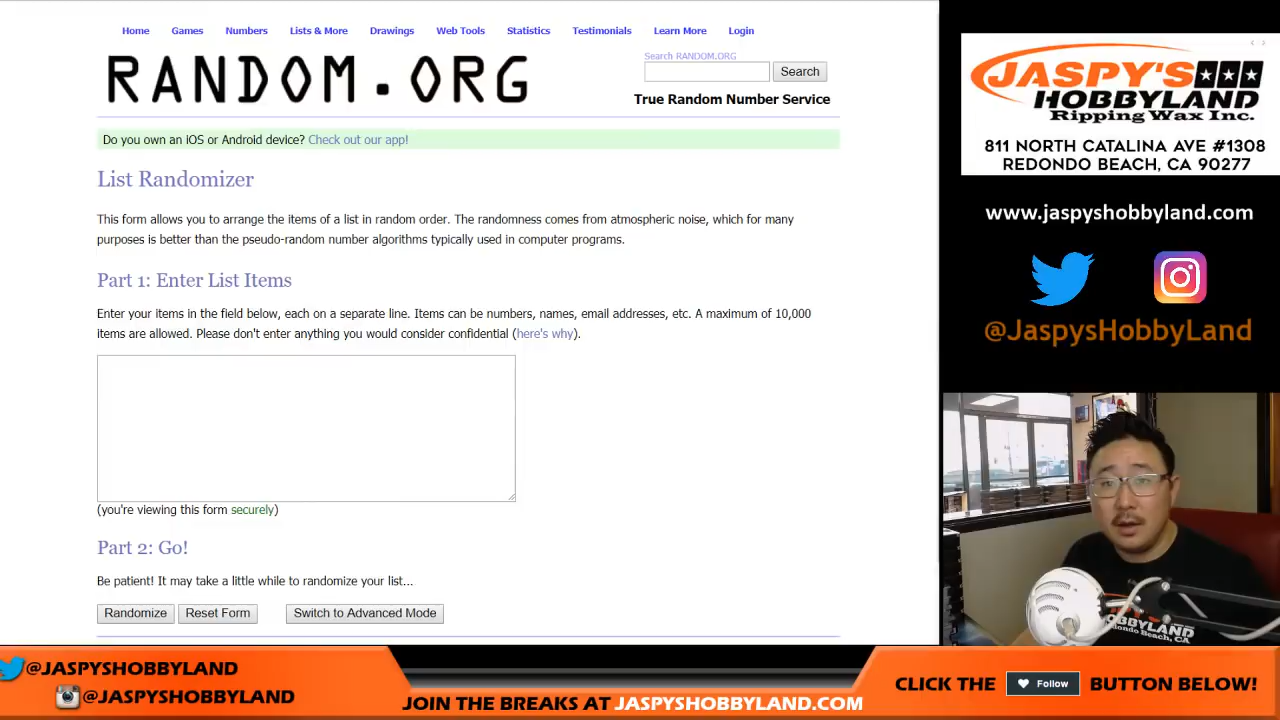 Home Games Numbers Lists & More Drawings Web Tools Statistics Testimonials Learn More Login
RANDOM.ORG
Search RANDOM.ORG
Search
True Random Number Service
Do you own an iOS or Android device? Check out our app!
List Randomizer
This form allows you to arrange the items of a list in random order. The randomness comes from atmospheric noise, which for many
purposes is better than the pseudo-random number algorithms typically used in computer programs.
Part 1: Enter List Items
Enter your items in the field below, each on a separate line. Items can be numbers, names, email addresses, etc. A maximum of 10,000
items are allowed. Please don't enter anything you would consider confidential (here's why).
(you're viewing this form securely)
Part 2: Go!
Be patient! It may take a little while to randomize your list...
Randomize Reset Form Switch to Advanced Mode
JASPY'S
HOBBYLAND
Ripping Wax Inc.
811 NORTH CATALINA AVE #1308
REDONDO BEACH, CA 90277
www.jaspyshobbyland.com
@JaspysHobbyLand
HOBBYLAND
Redondo Beach, CA
@JASPYSHOBBYLAND
@JASPYSHOBBYLAND
JOIN THE BREAKS AT JASPYSHOBBYLAND.COM
CLICK THE Follow BUTTON BELOW!